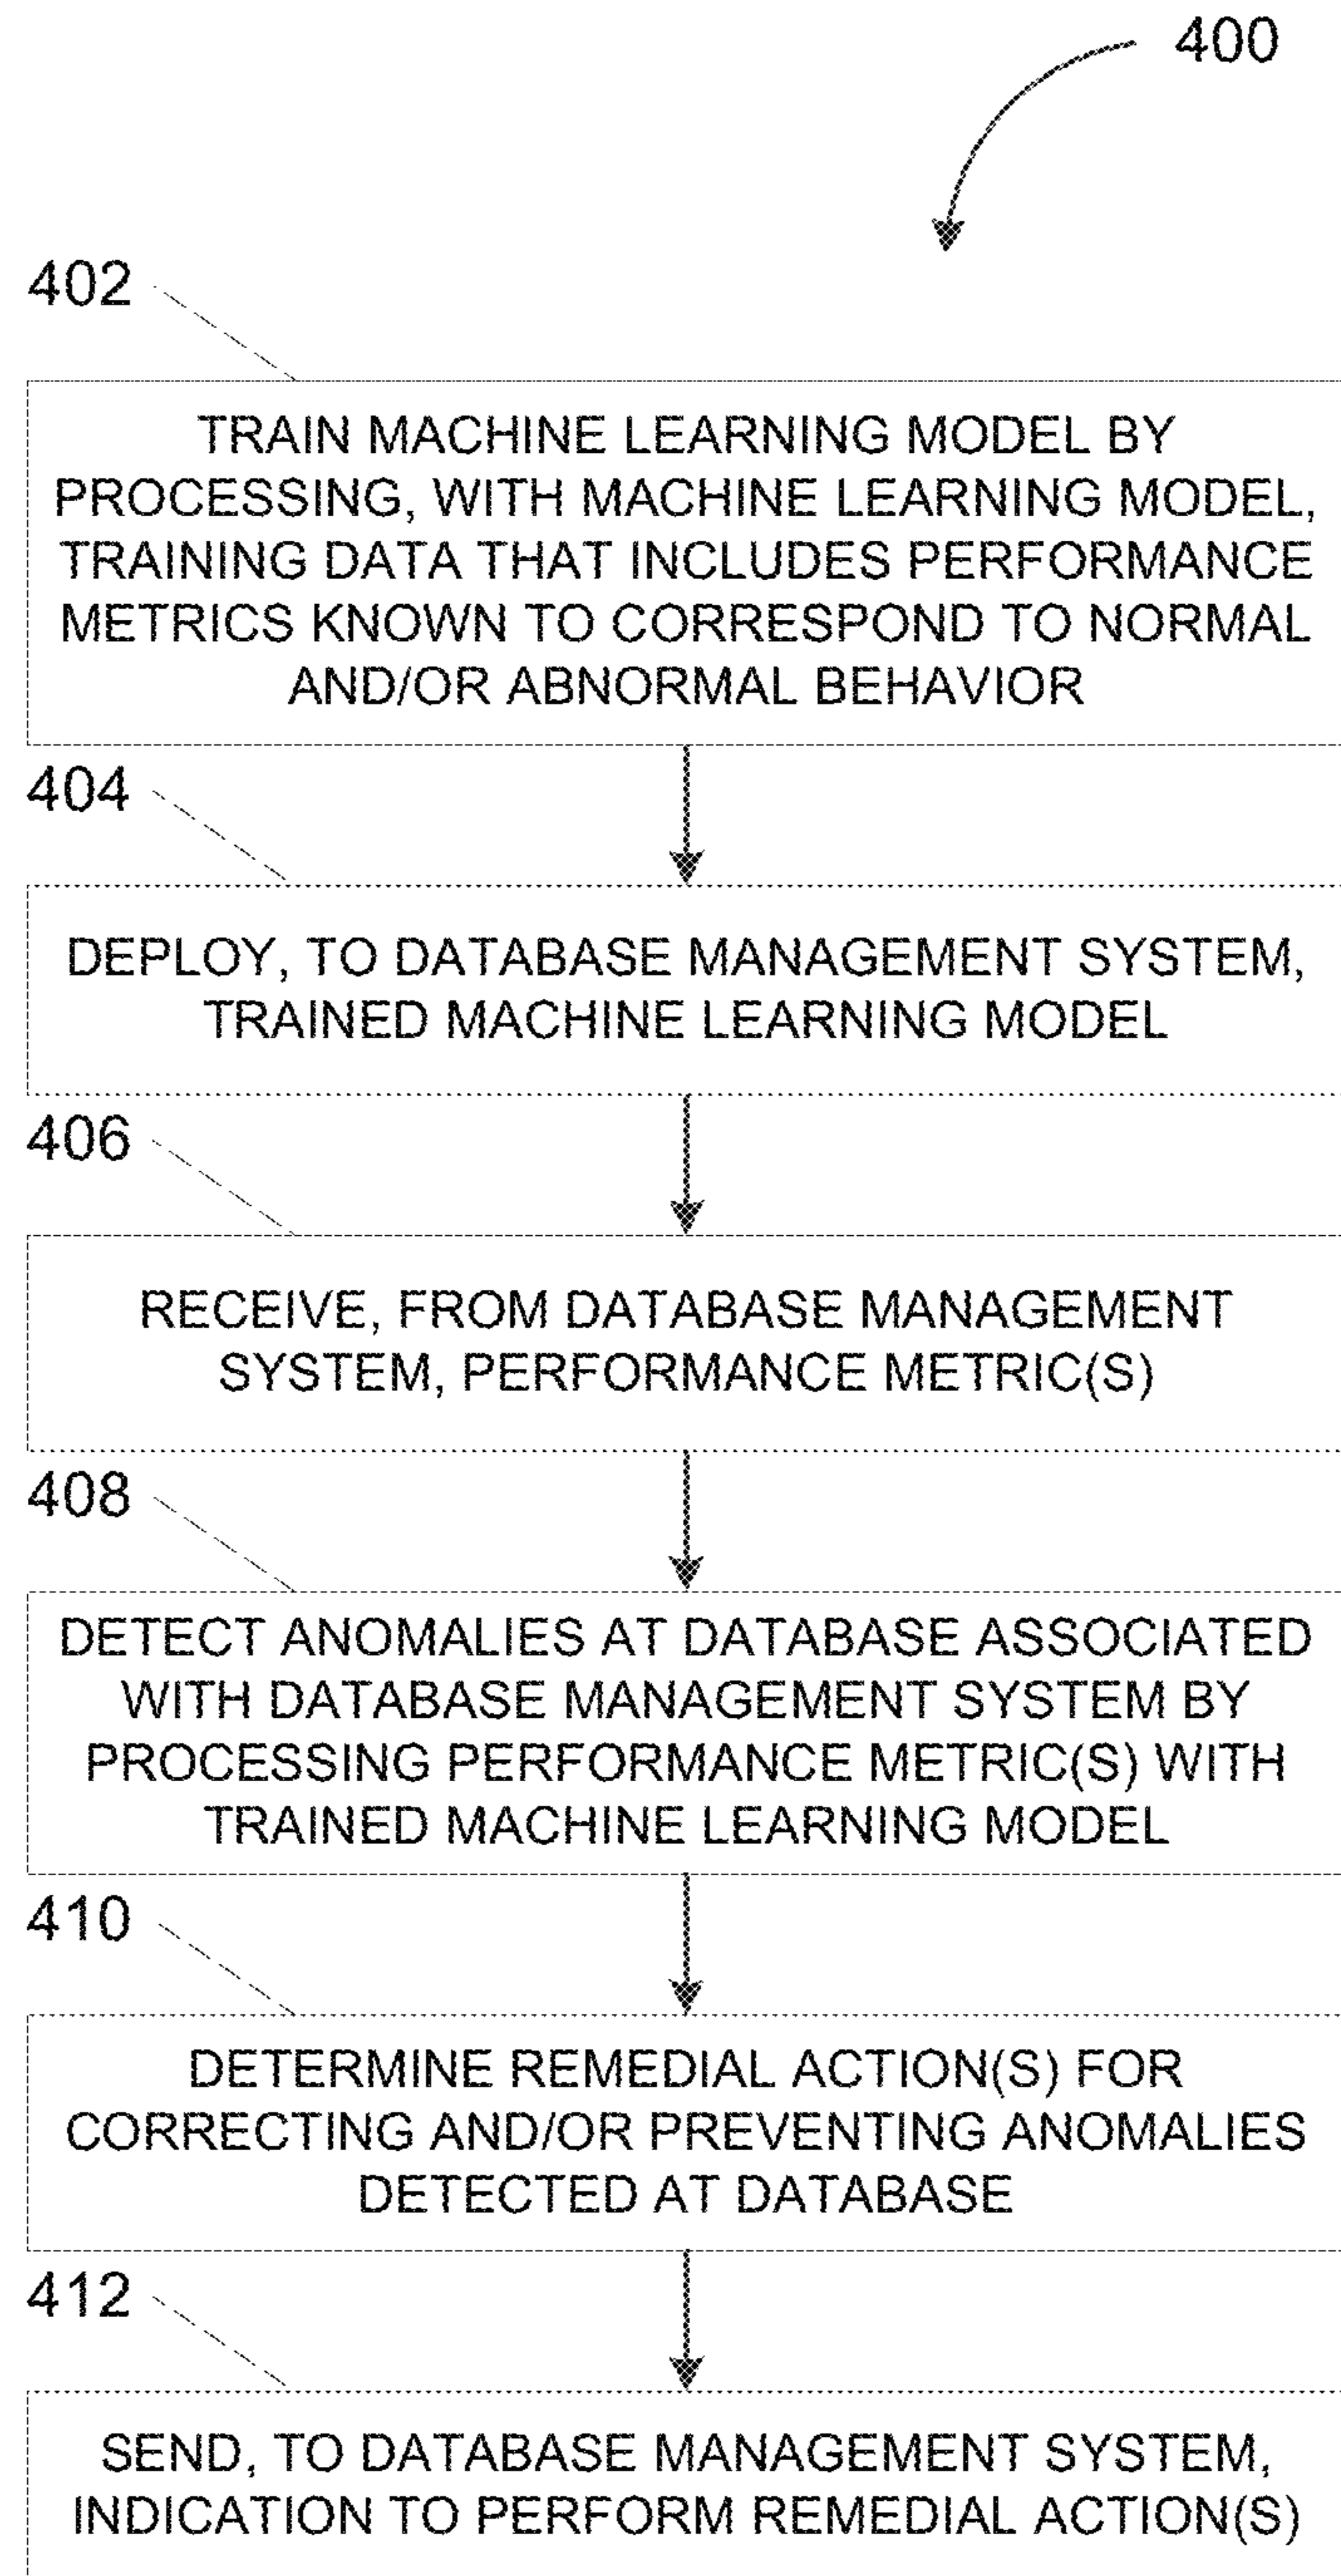 400
402
TRAIN MACHINE LEARNING MODEL BY
PROCESSING, WITH MACHINE LEARNING MODEL,
TRAINING DATA THAT INCLUDES PERFORMANCE
METRICS KNOWN TO CORRESPOND TO NORMAL
AND/OR ABNORMAL BEHAVIOR
404
DEPLOY, TO DATABASE MANAGEMENT SYSTEM,
TRAINED MACHINE LEARNING MODEL
406
RECEIVE, FROM DATABASE MANAGEMENT
SYSTEM, PERFORMANCE METRIC(S)
408
DETECT ANOMALIES AT DATABASE ASSOCIATED
WITH DATABASE MANAGEMENT SYSTEM BY
PROCESSING PERFORMANCE METRIC(S) WITH
TRAINED MACHINE LEARNING MODEL
410
DETERMINE REMEDIAL ACTION(S) FOR
CORRECTING AND/OR PREVENTING ANOMALIES
DETECTED AT DATABASE
412
SEND, TO DATABASE MANAGEMENT SYSTEM,
INDICATION TO PERFORM REMEDIAL ACTION(S)